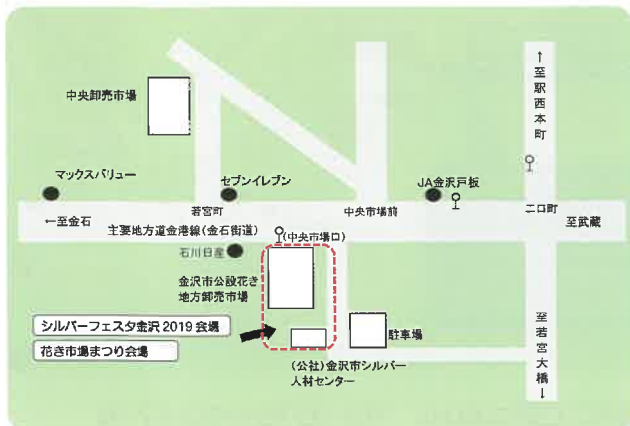 ↑至駅西本町
中央卸売市場
マックスバリュー
セブンイレブン
JA金沢戸板
←至金石
若宮町
中央市場前
二口町
至武蔵
主要地方道金港線(金石街道)
(中央市場口)
石川日産
金沢市公設花き
地方卸売市場
シルバーフェスタ金沢 2019 会場
花き市場まつり会場
駐車場
(公社)金沢市シルバー
人材センター
至若宮大橋↓